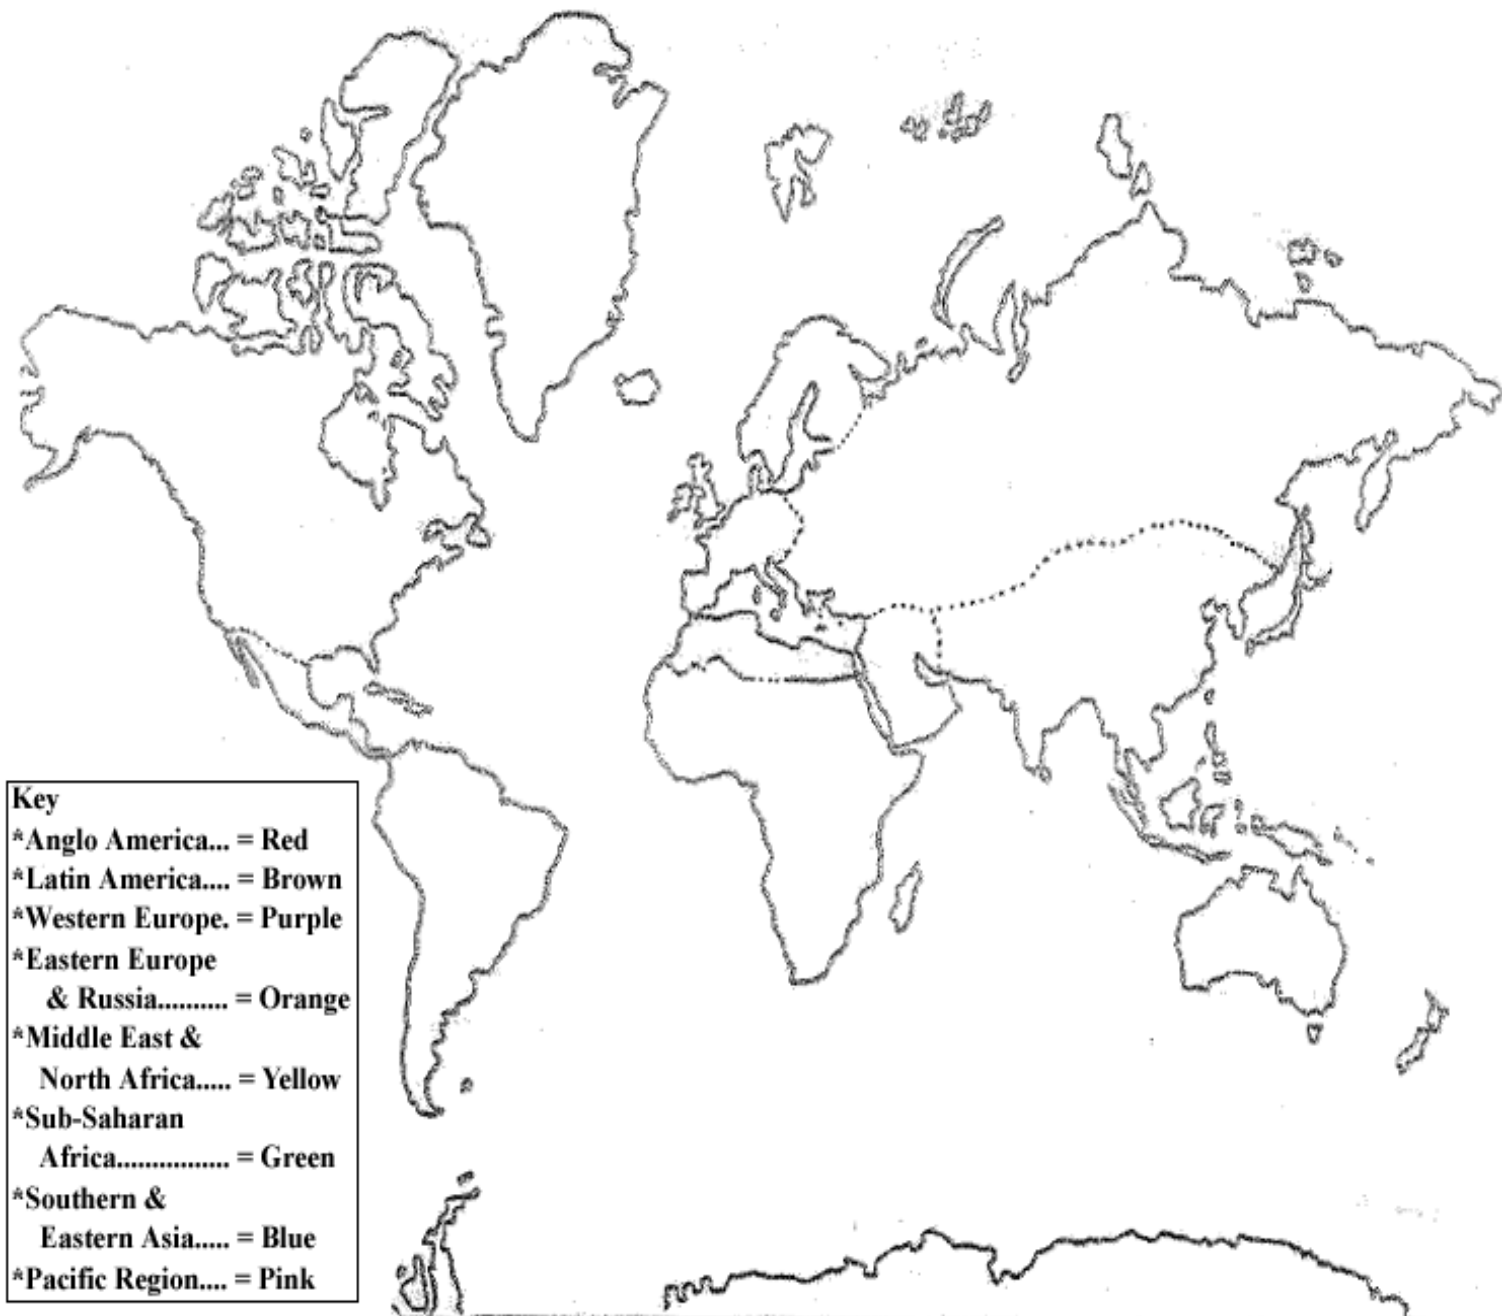 Key
*Anglo America... = Red
*Latin America.... = Brown
*Western Europe. = Purple
*Eastern Europe
& Russia.......... = Orange
*Middle East &
North Africa..... = Yellow
*Sub-Saharan
Africa................ = Green
*Southern &
Eastern Asia..... = Blue
*Pacific Region.... = Pink